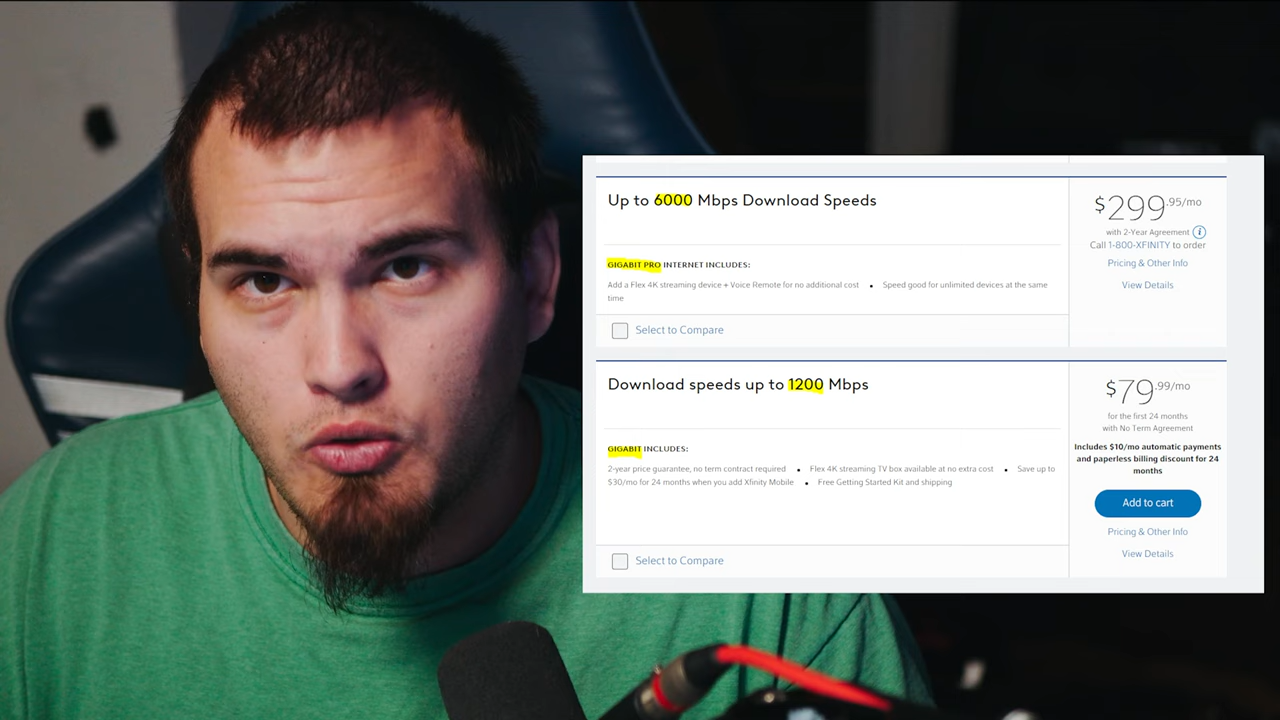 Up to 6000 Mbps Download Speeds
GIGABIT PRO INTERNET INCLUDES:
Add a Flex 4K streaming device + Voice Remote for no additional cost • Speed good for unlimited devices at the same
time
Select to Compare
$299.95/mo
with 2-Year Agreement i
Call 1-800-XFINITY to order
Pricing & Other Info
View Details
Download speeds up to 1200 Mbps
GIGABIT INCLUDES:
2-year price guarantee, no term contract required • Flex 4K streaming TV box available at no extra cost • Save up to
$30/mo for 24 months when you add Xfinity Mobile • Free Getting Started Kit and shipping
Select to Compare
$79.99/mo
for the first 24 months
with No Term Agreement
Includes $10/mo automatic payments
and paperless billing discount for 24
months
Add to cart
Pricing & Other Info
View Details